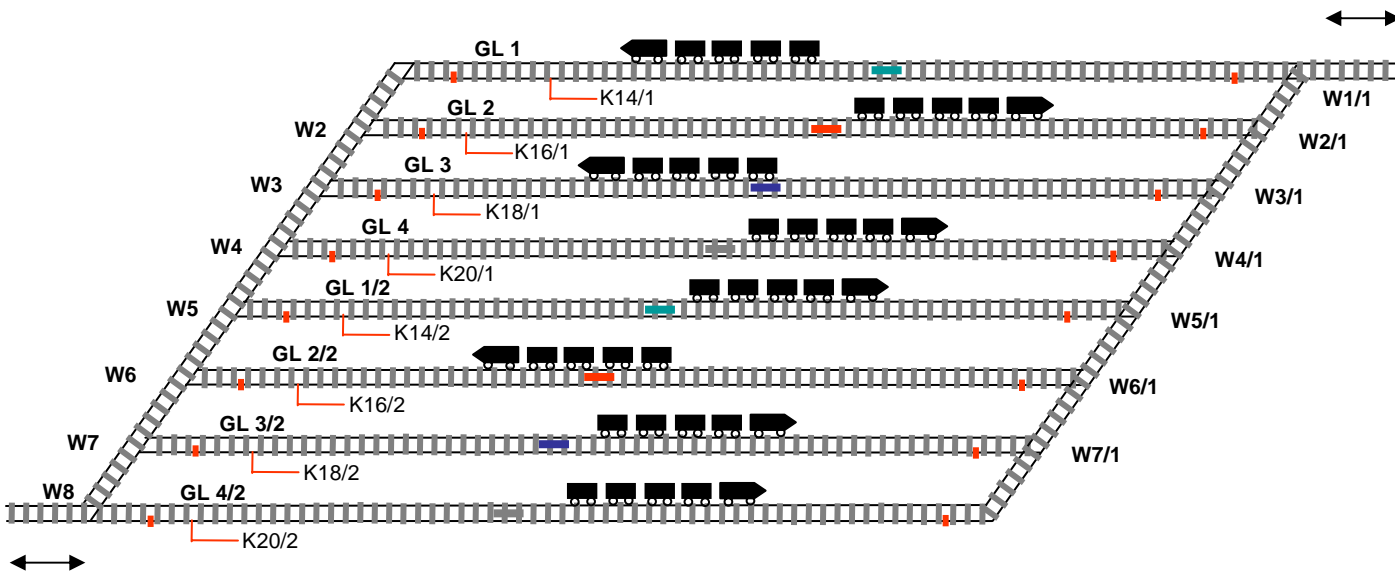 GL 1
K14/1
W1/1
GL 2
W2
K16/1
W2/1
GL 3
W3
K18/1
W3/1
GL 4
W4
K20/1
W4/1
GL 1/2
W5
K14/2
W5/1
GL 2/2
W6
K16/2
W6/1
GL 3/2
W7
K18/2
W7/1
W8
GL 4/2
K20/2